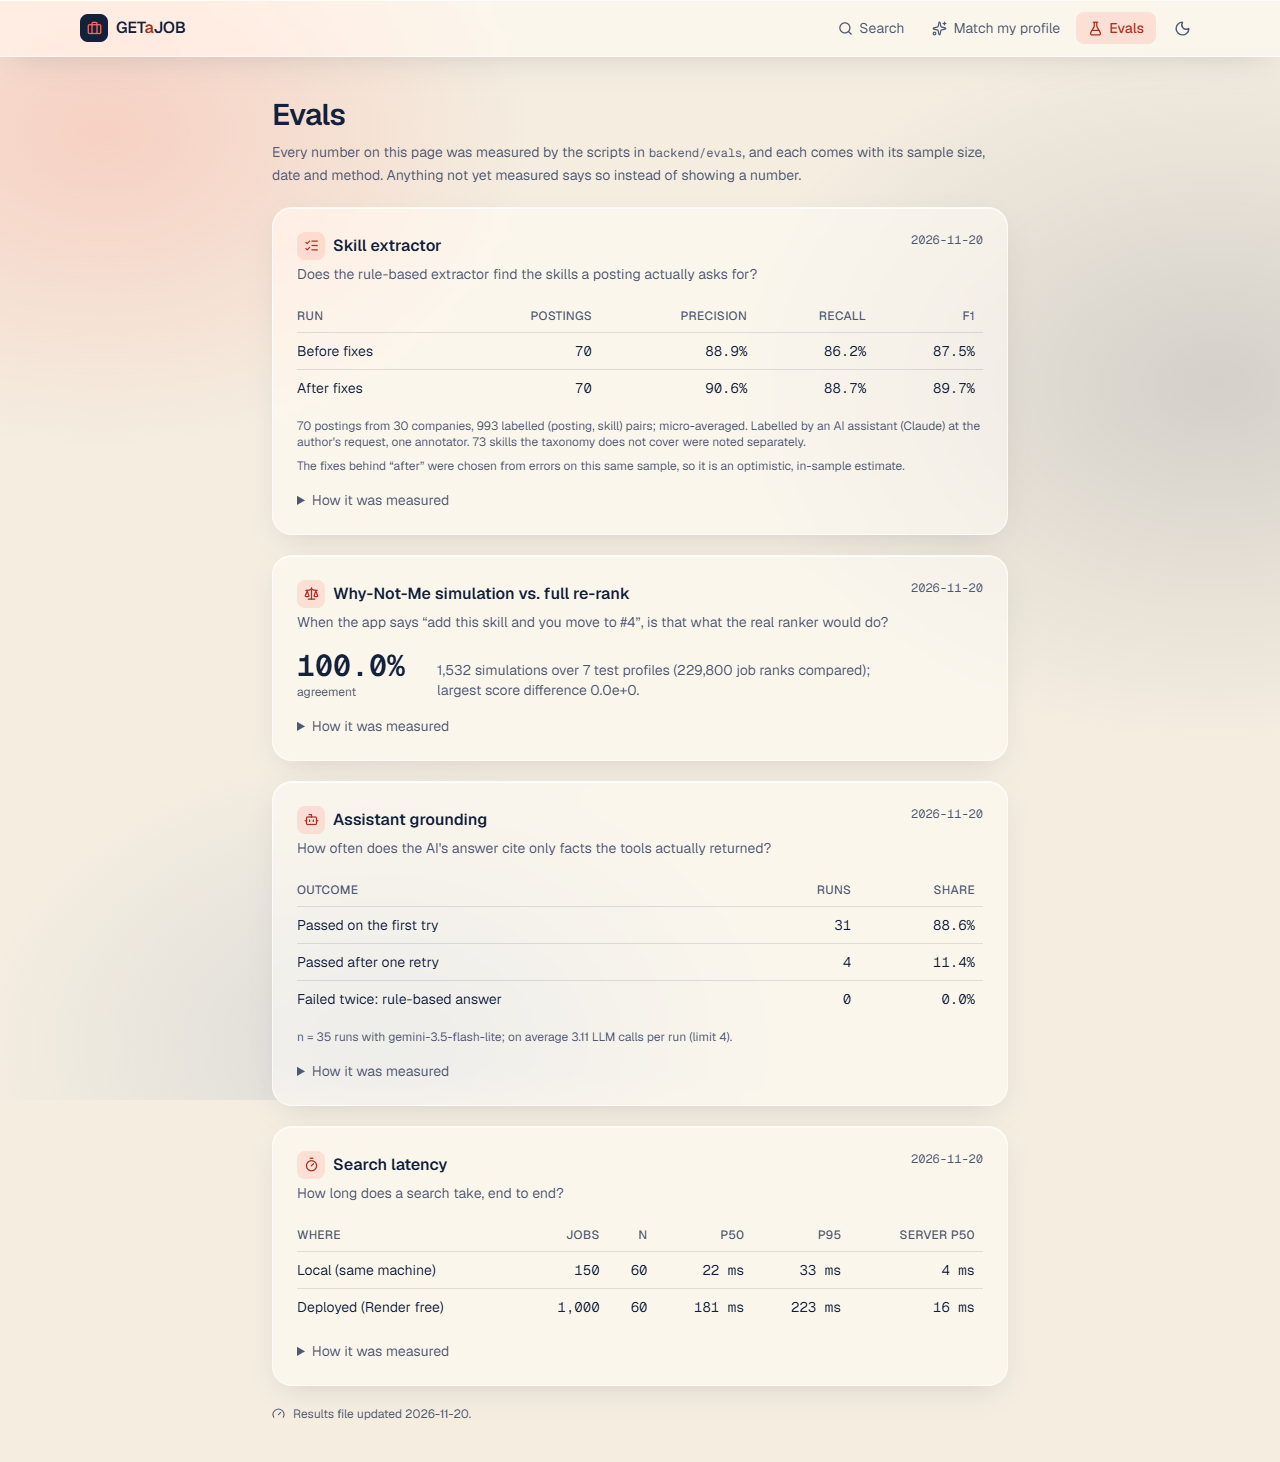 GETaJOB
Search
Match my profile
Evals
Evals
Every number on this page was measured by the scripts in backend/evals, and each comes with its sample size,
date and method. Anything not yet measured says so instead of showing a number.
Skill extractor
2026-11-20
Does the rule-based extractor find the skills a posting actually asks for?
RUN POSTINGS PRECISION RECALL F1
Before fixes 70 88.9% 86.2% 87.5%
After fixes 70 90.6% 88.7% 89.7%
70 postings from 30 companies, 993 labelled (posting, skill) pairs; micro-averaged. Labelled by an AI assistant (Claude) at the
author's request, one annotator. 73 skills the taxonomy does not cover were noted separately.
The fixes behind “after” were chosen from errors on this same sample, so it is an optimistic, in-sample estimate.
▶ How it was measured
Why-Not-Me simulation vs. full re-rank
2026-11-20
When the app says “add this skill and you move to #4”, is that what the real ranker would do?
100.0%
agreement
1,532 simulations over 7 test profiles (229,800 job ranks compared);
largest score difference 0.0e+0.
▶ How it was measured
Assistant grounding
2026-11-20
How often does the AI's answer cite only facts the tools actually returned?
OUTCOME RUNS SHARE
Passed on the first try 31 88.6%
Passed after one retry 4 11.4%
Failed twice: rule-based answer 0 0.0%
n = 35 runs with gemini-3.5-flash-lite; on average 3.11 LLM calls per run (limit 4).
▶ How it was measured
Search latency
2026-11-20
How long does a search take, end to end?
WHERE JOBS N P50 P95 SERVER P50
Local (same machine) 150 60 22 ms 33 ms 4 ms
Deployed (Render free) 1,000 60 181 ms 223 ms 16 ms
▶ How it was measured
Results file updated 2026-11-20.